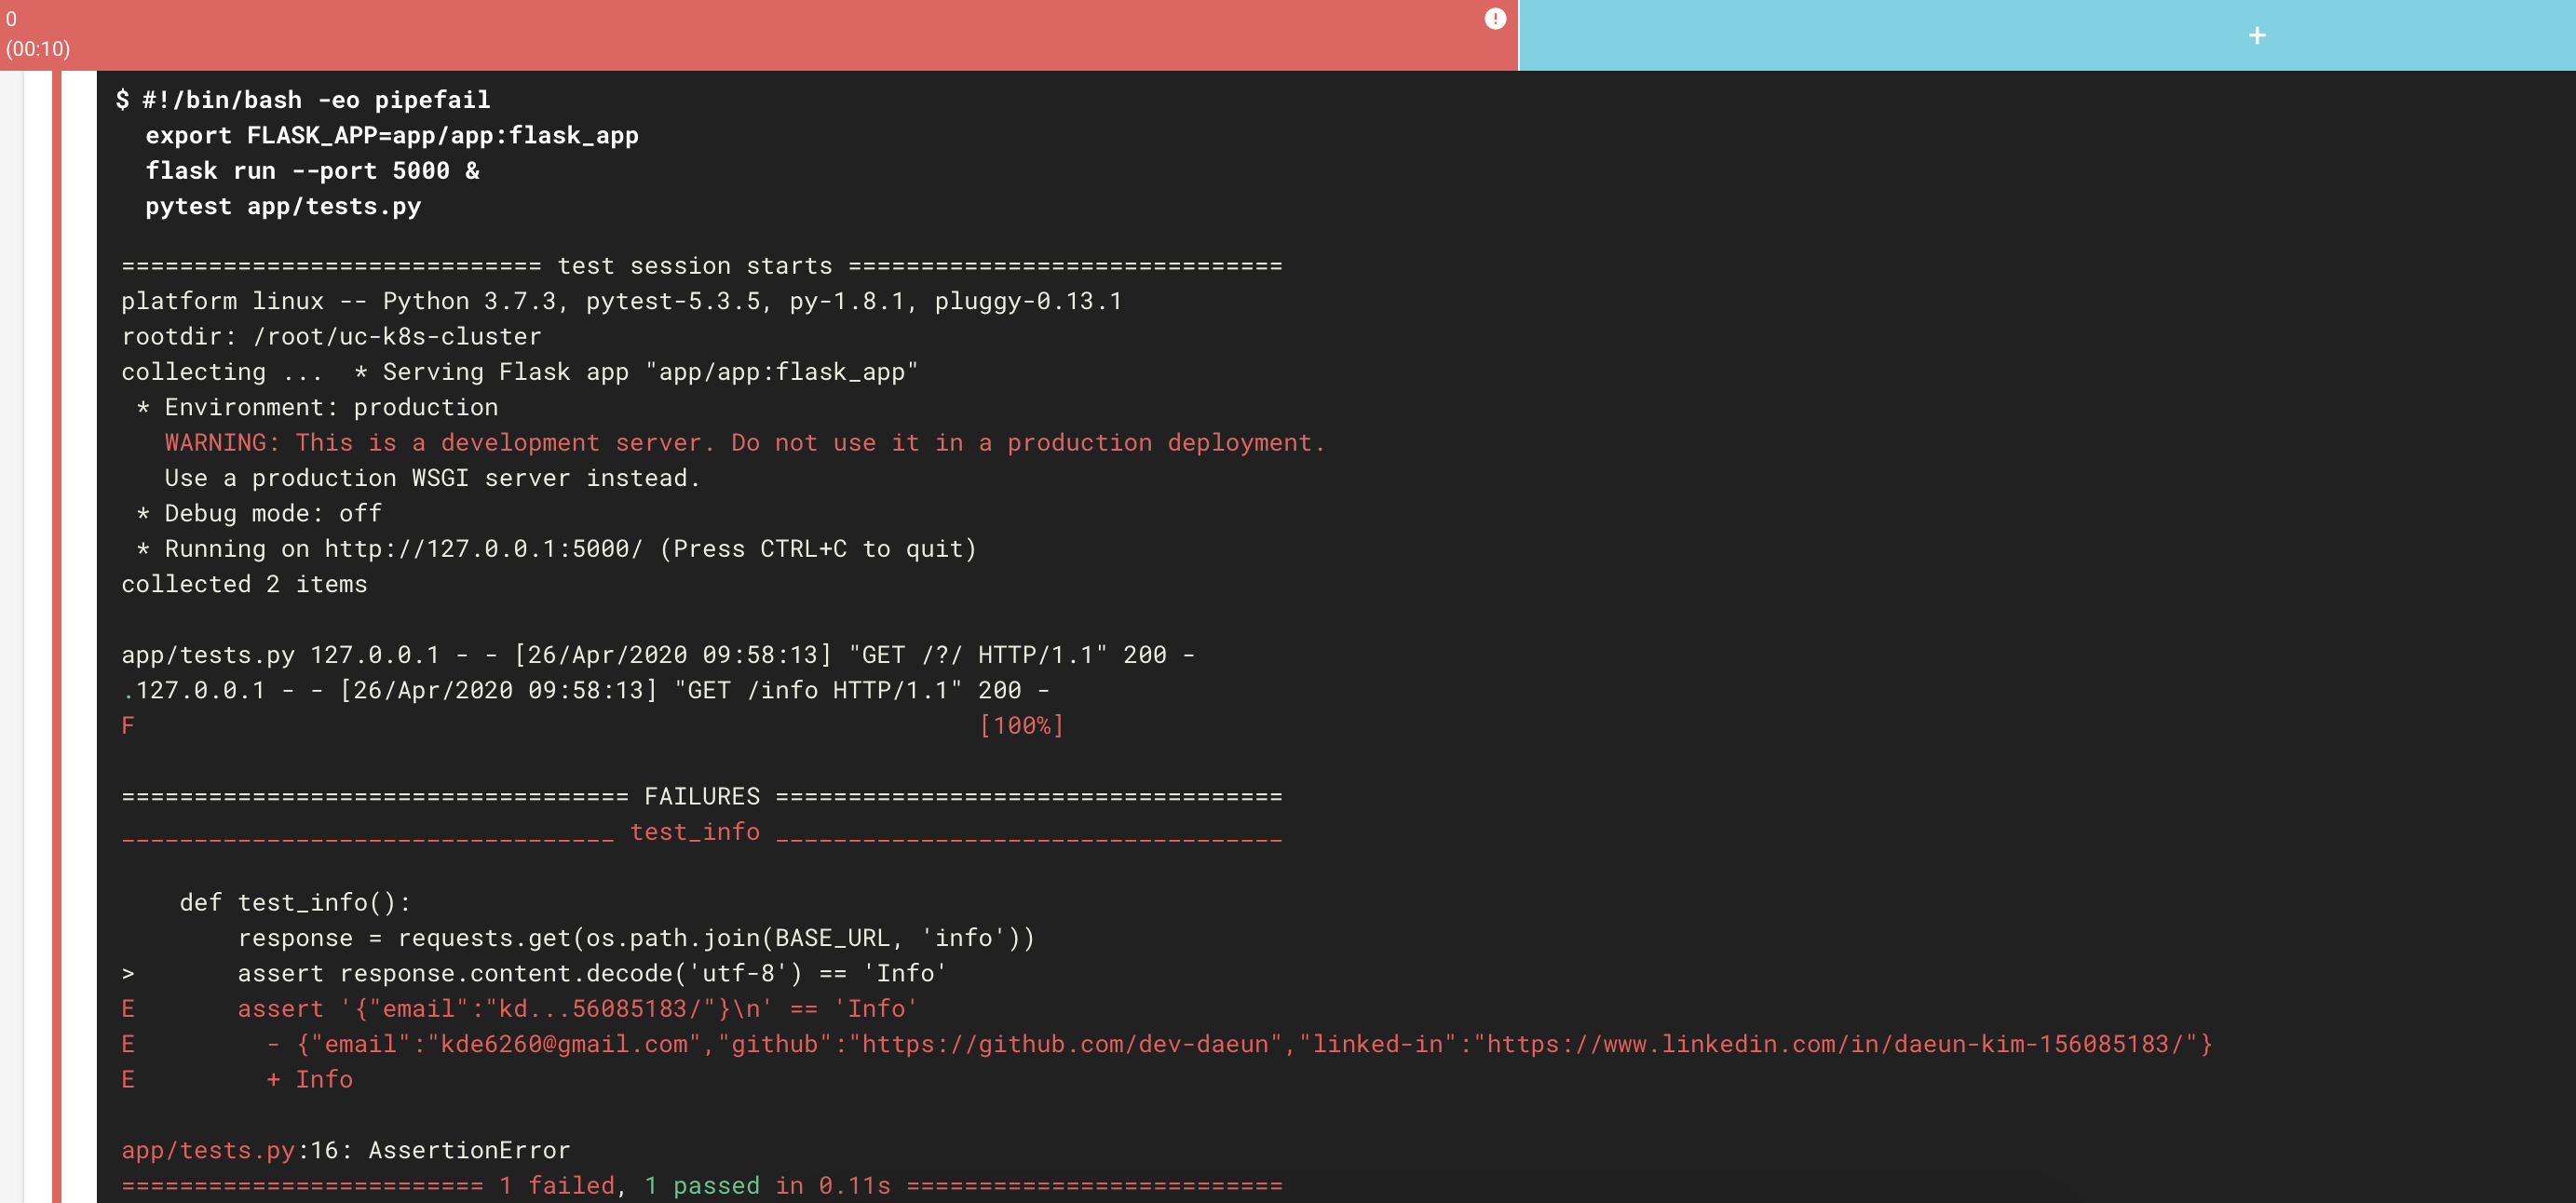 0
(00:10)
!
+
$ #!/bin/bash -eo pipefail
export FLASK_APP=app/app:flask_app
flask run --port 5000 &
pytest app/tests.py
============================= test session starts ==============================
platform linux -- Python 3.7.3, pytest-5.3.5, py-1.8.1, pluggy-0.13.1
rootdir: /root/uc-k8s-cluster
collecting ...  * Serving Flask app "app/app:flask_app"
 * Environment: production
   WARNING: This is a development server. Do not use it in a production deployment.
   Use a production WSGI server instead.
 * Debug mode: off
 * Running on http://127.0.0.1:5000/ (Press CTRL+C to quit)
collected 2 items
app/tests.py 127.0.0.1 - - [26/Apr/2020 09:58:13] "GET /?/ HTTP/1.1" 200 -
.127.0.0.1 - - [26/Apr/2020 09:58:13] "GET /info HTTP/1.1" 200 -
F                                                          [100%]
=================================== FAILURES ===================================
__________________________________ test_info ___________________________________
    def test_info():
        response = requests.get(os.path.join(BASE_URL, 'info'))
>       assert response.content.decode('utf-8') == 'Info'
E       assert '{"email":"kd...56085183/"}\n' == 'Info'
E         - {"email":"kde6260@gmail.com","github":"https://github.com/dev-daeun","linked-in":"https://www.linkedin.com/in/daeun-kim-156085183/"}
E         + Info
app/tests.py:16: AssertionError
========================= 1 failed, 1 passed in 0.11s ==========================